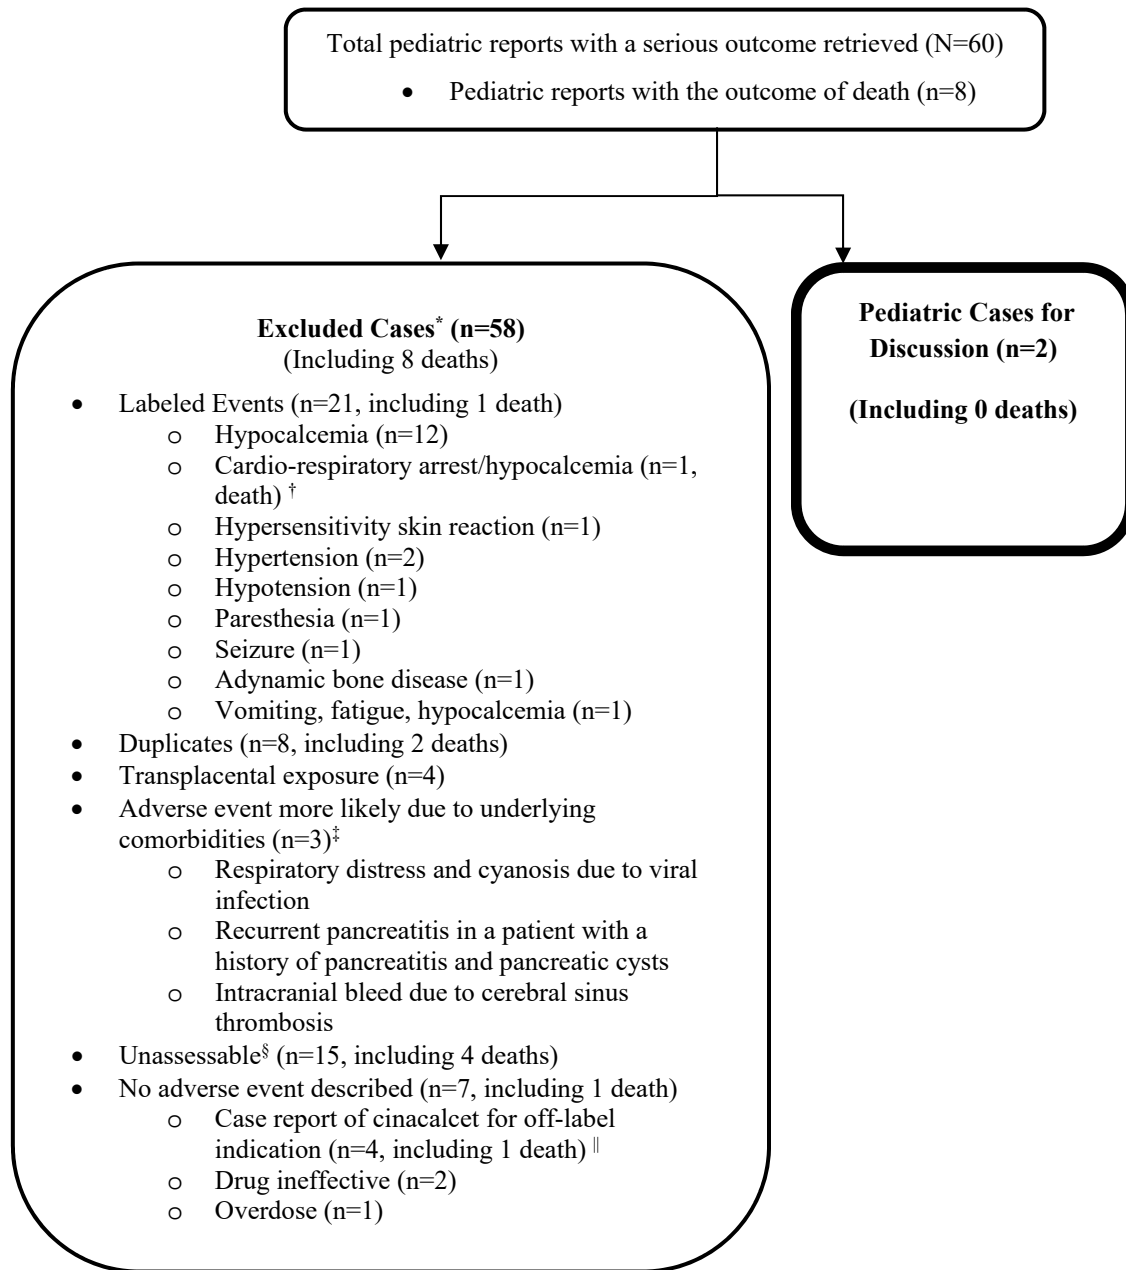 Total pediatric reports with a serious outcome retrieved (N=60)
• Pediatric reports with the outcome of death (n=8)
Excluded Cases* (n=58)
(Including 8 deaths)
• Labeled Events (n=21, including 1 death)
o Hypocalcemia (n=12)
o Cardio-respiratory arrest/hypocalcemia (n=1,
death) †
o Hypersensitivity skin reaction (n=1)
o Hypertension (n=2)
o Hypotension (n=1)
o Paresthesia (n=1)
o Seizure (n=1)
o Adynamic bone disease (n=1)
o Vomiting, fatigue, hypocalcemia (n=1)
• Duplicates (n=8, including 2 deaths)
• Transplacental exposure (n=4)
• Adverse event more likely due to underlying
comorbidities (n=3)‡
o Respiratory distress and cyanosis due to viral
infection
o Recurrent pancreatitis in a patient with a
history of pancreatitis and pancreatic cysts
o Intracranial bleed due to cerebral sinus
thrombosis
• Unassessable§ (n=15, including 4 deaths)
• No adverse event described (n=7, including 1 death)
o Case report of cinacalcet for off-label
indication (n=4, including 1 death) ||
o Drug ineffective (n=2)
o Overdose (n=1)
Pediatric Cases for
Discussion (n=2)
(Including 0 deaths)